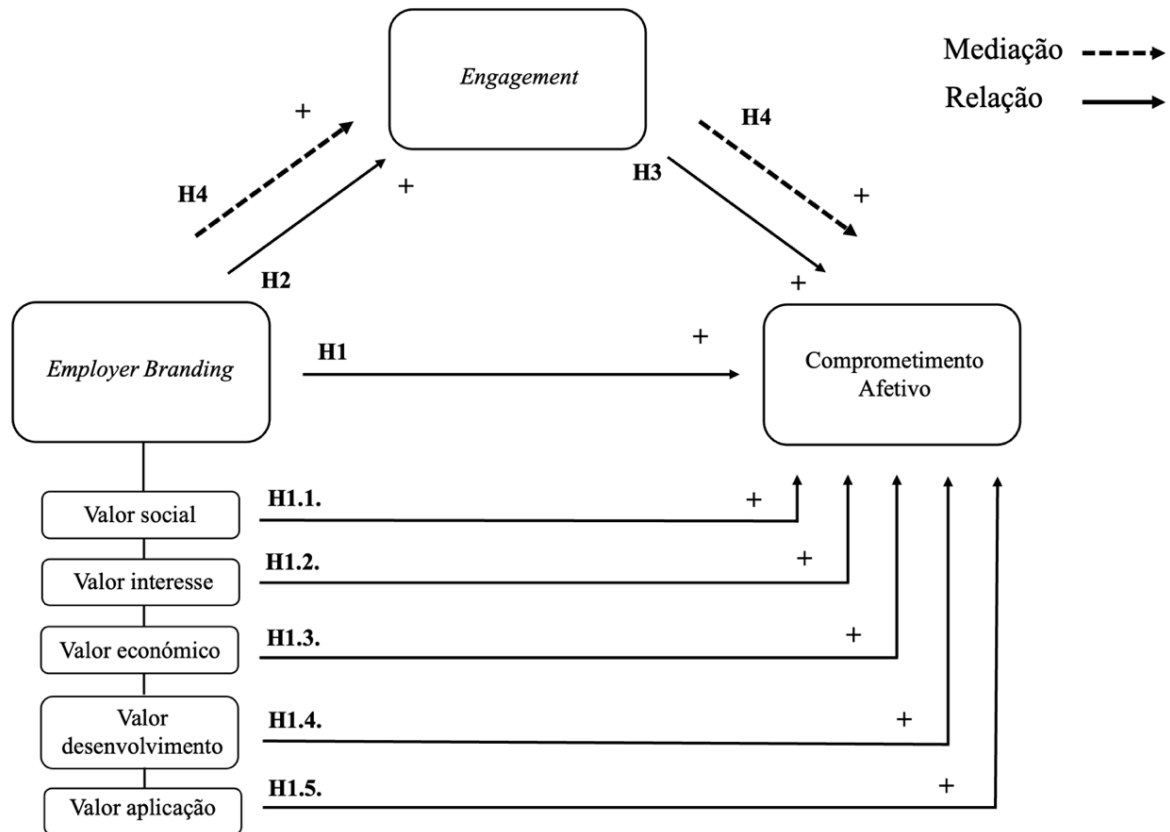 Engagement
Mediação
Relação
+
H4
H4
H3
+
+
H2
+
Employer Branding
H1
+
Comprometimento
Afetivo
Valor social
H1.1.
+
Valor interesse
H1.2.
+
Valor económico
H1.3.
+
Valor
desenvolvimento
H1.4.
+
Valor aplicação
H1.5.
+